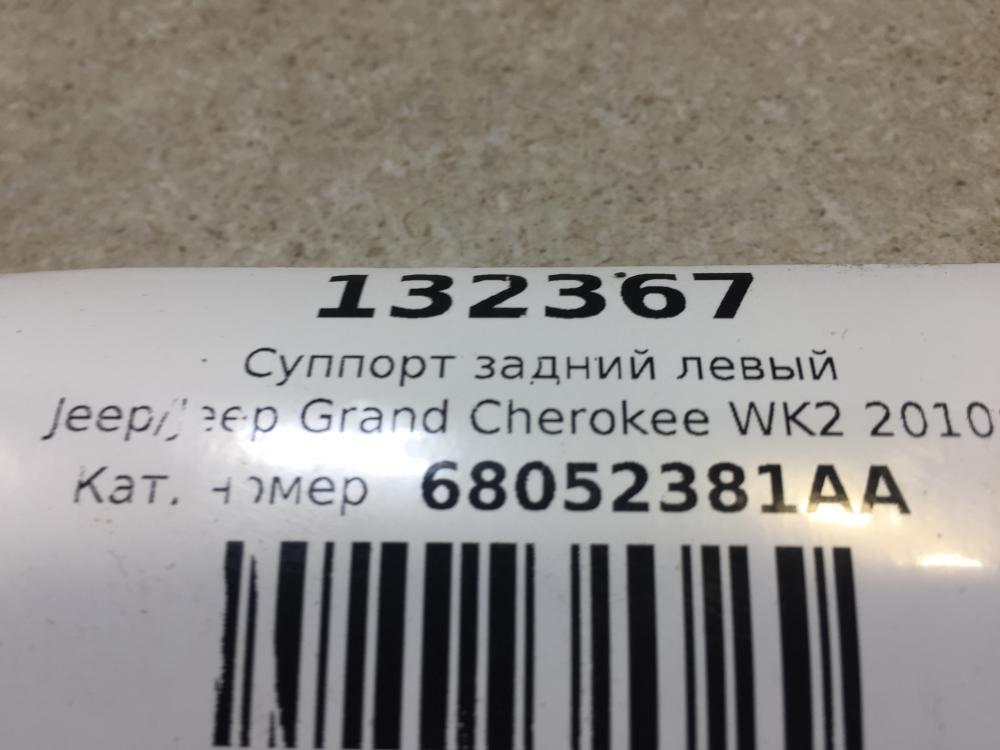 132367
Суппорт задний левый
Jeep/Jeep Grand Cherokee WK2 2010
Кат. номер 68052381AA